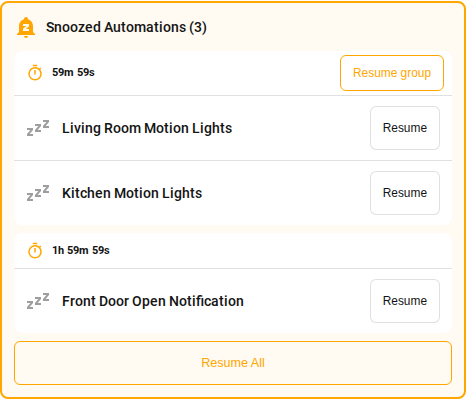 Snoozed Automations (3)
59m 59s
Resume group
Living Room Motion Lights
Resume
Kitchen Motion Lights
Resume
1h 59m 59s
Front Door Open Notification
Resume
Resume All